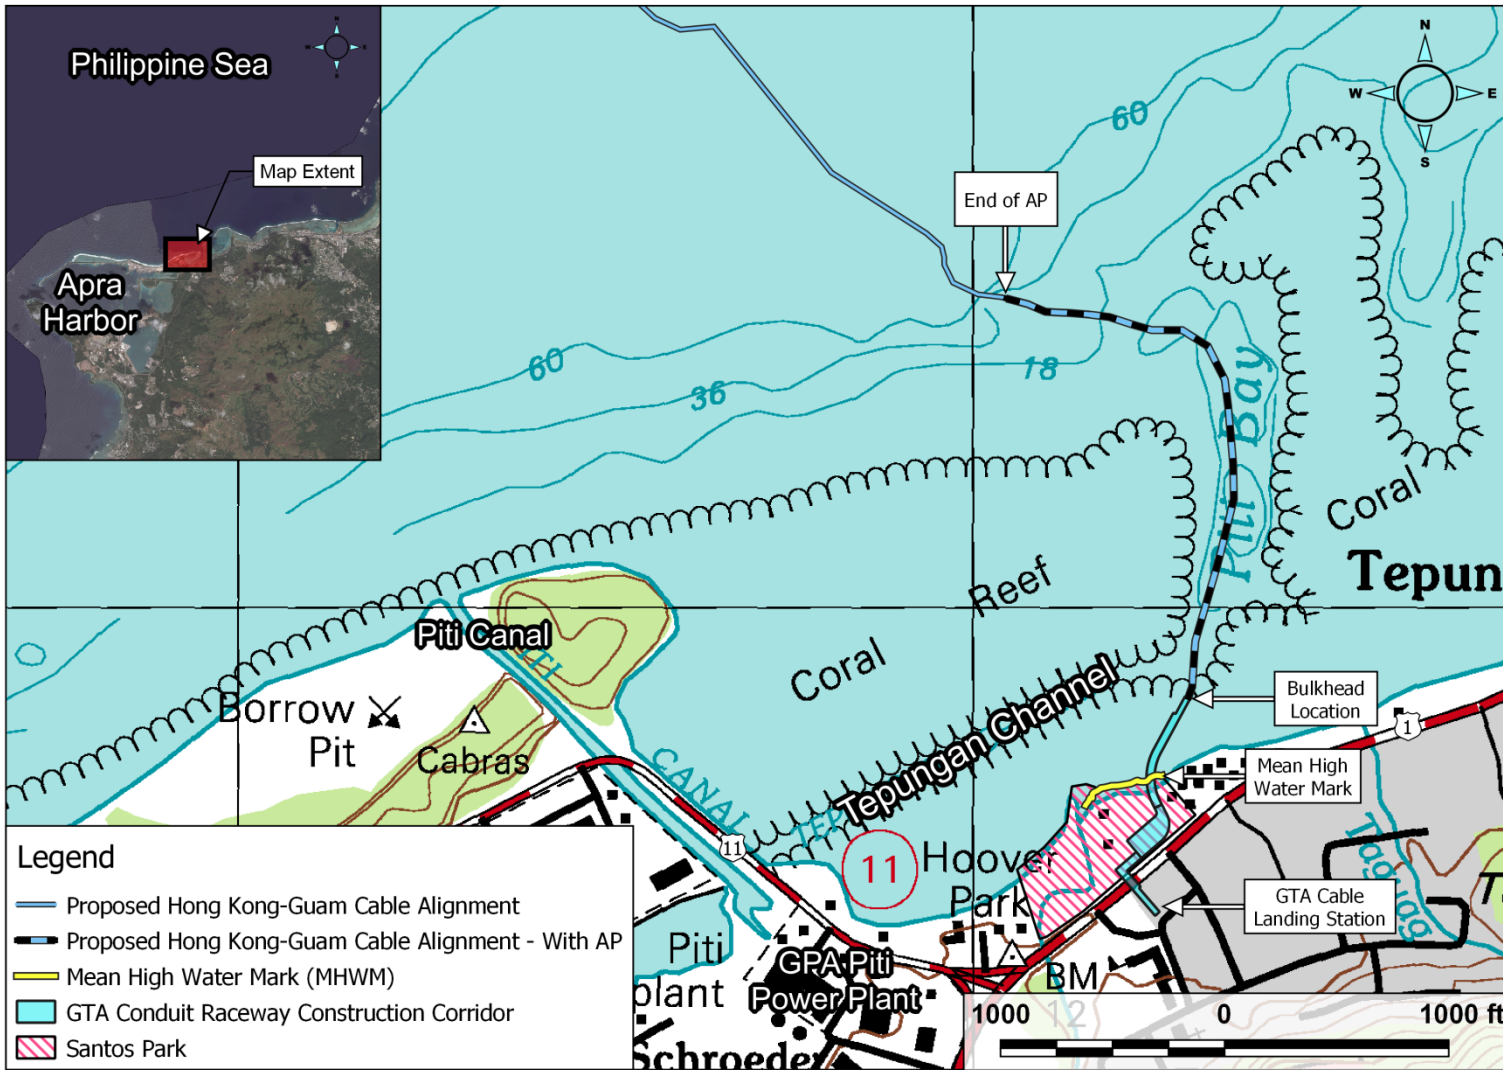 Philippine Sea
N
W
E
S
Map Extent
Apra
Harbor
60
End of AP
N
W
E
S
60
36
18
Piti Bay
Coral
Reef
Coral
Tepun
Piti Canal
PITI
CANAL
Borrow
Pit
Cabras
Tepungan Channel
TEP
Bulkhead
Location
1
Mean High
Water Mark
11
11
Hoover
Park
GTA Cable
Landing Station
Taguag
T
Piti
plant
GPA Piti
Power Plant
BM
12
Schroeder
Legend
Proposed Hong Kong-Guam Cable Alignment
Proposed Hong Kong-Guam Cable Alignment - With AP
Mean High Water Mark (MHWM)
GTA Conduit Raceway Construction Corridor
Santos Park
1000
0
1000 ft